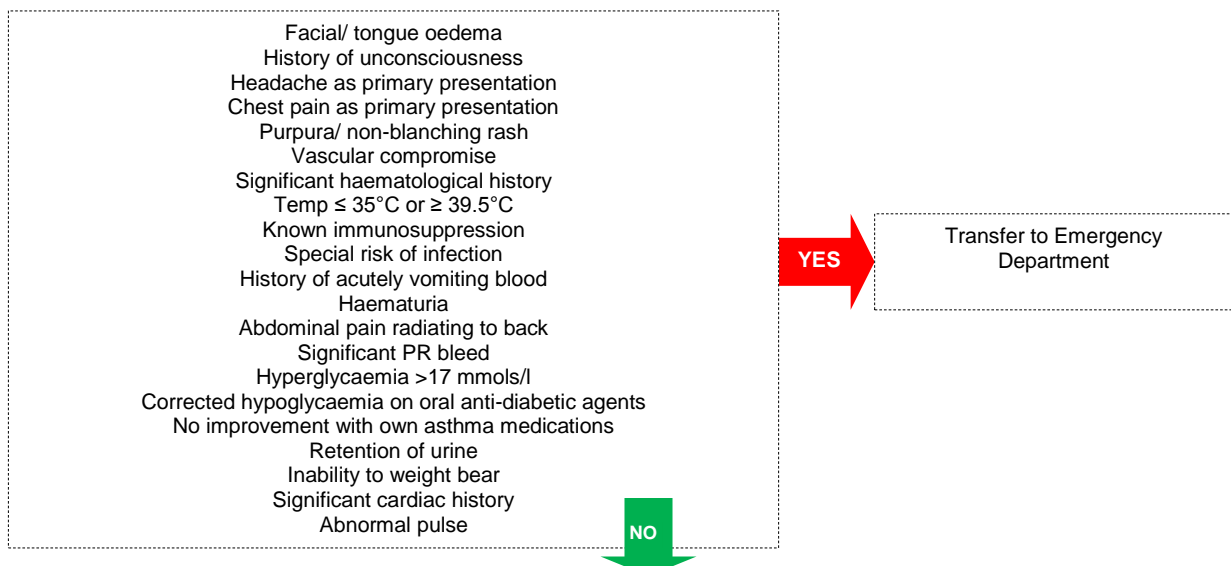 Facial/ tongue oedema
History of unconsciousness
Headache as primary presentation
Chest pain as primary presentation
Purpura/ non-blanching rash
Vascular compromise
Significant haematological history
Temp ≤ 35°C or ≥ 39.5°C
Known immunosuppression
Special risk of infection
History of acutely vomiting blood
Haematuria
Abdominal pain radiating to back
Significant PR bleed
Hyperglycaemia >17 mmols/l
Corrected hypoglycaemia on oral anti-diabetic agents
No improvement with own asthma medications
Retention of urine
Inability to weight bear
Significant cardiac history
Abnormal pulse
YES
Transfer to Emergency
Department
NO